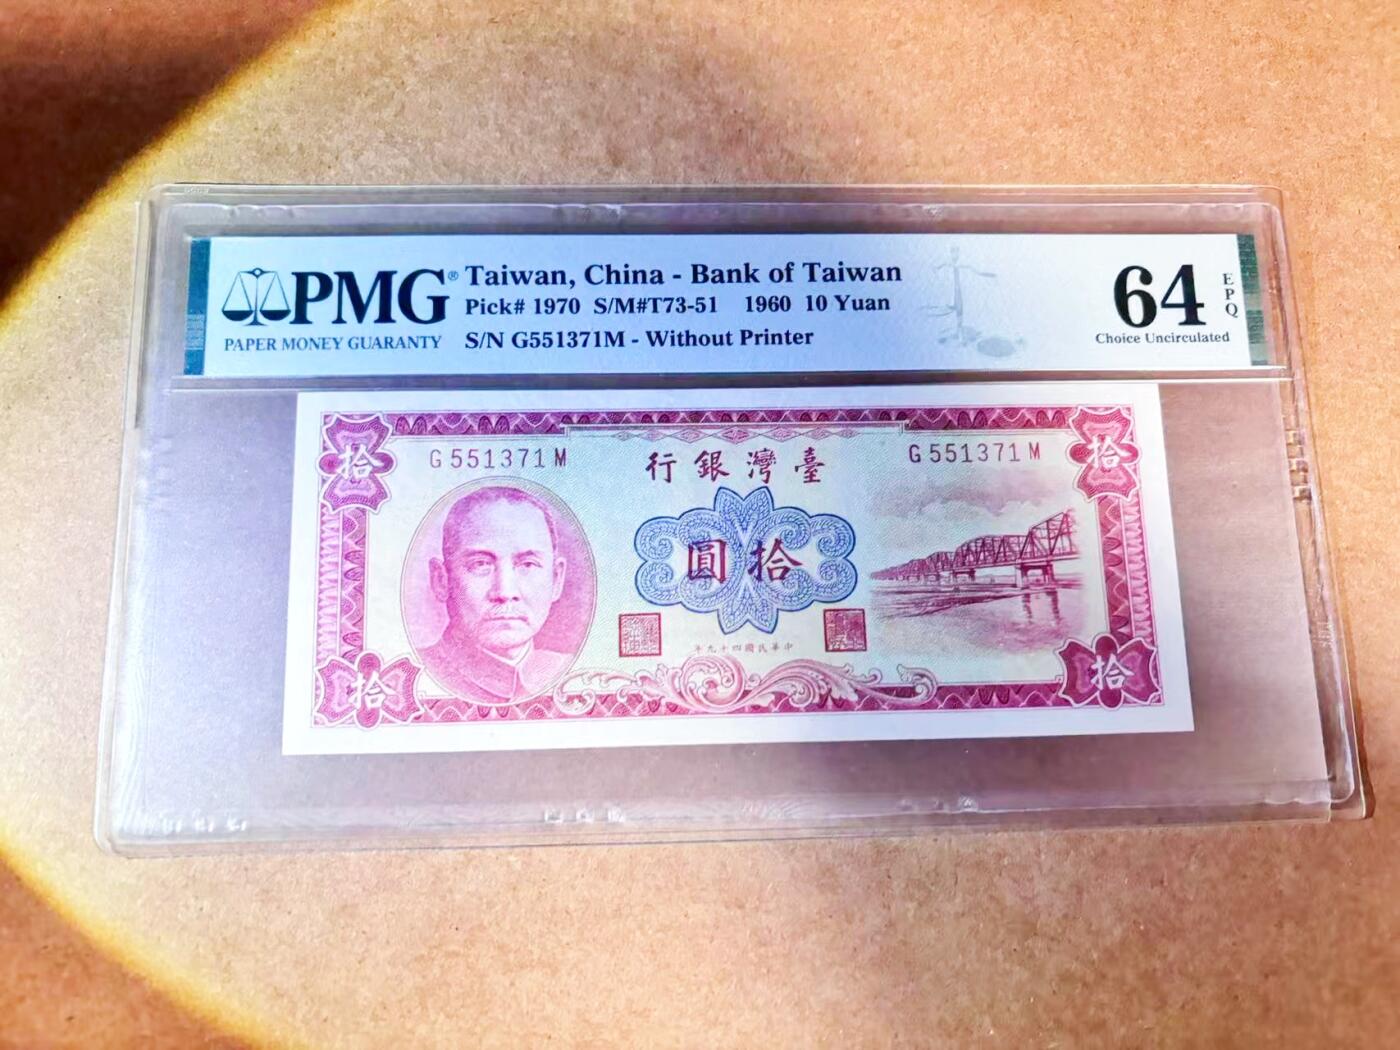 PMG® Taiwan, China - Bank of Taiwan
Pick# 1970 S/M#T73-51 1960 10 Yuan
PAPER MONEY GUARANTY S/N G551371M - Without Printer
64 EPQ
Choice Uncirculated
拾 G551371M 行銀灣臺 G551371M 拾
圓拾
年九十四國民華中
拾 拾